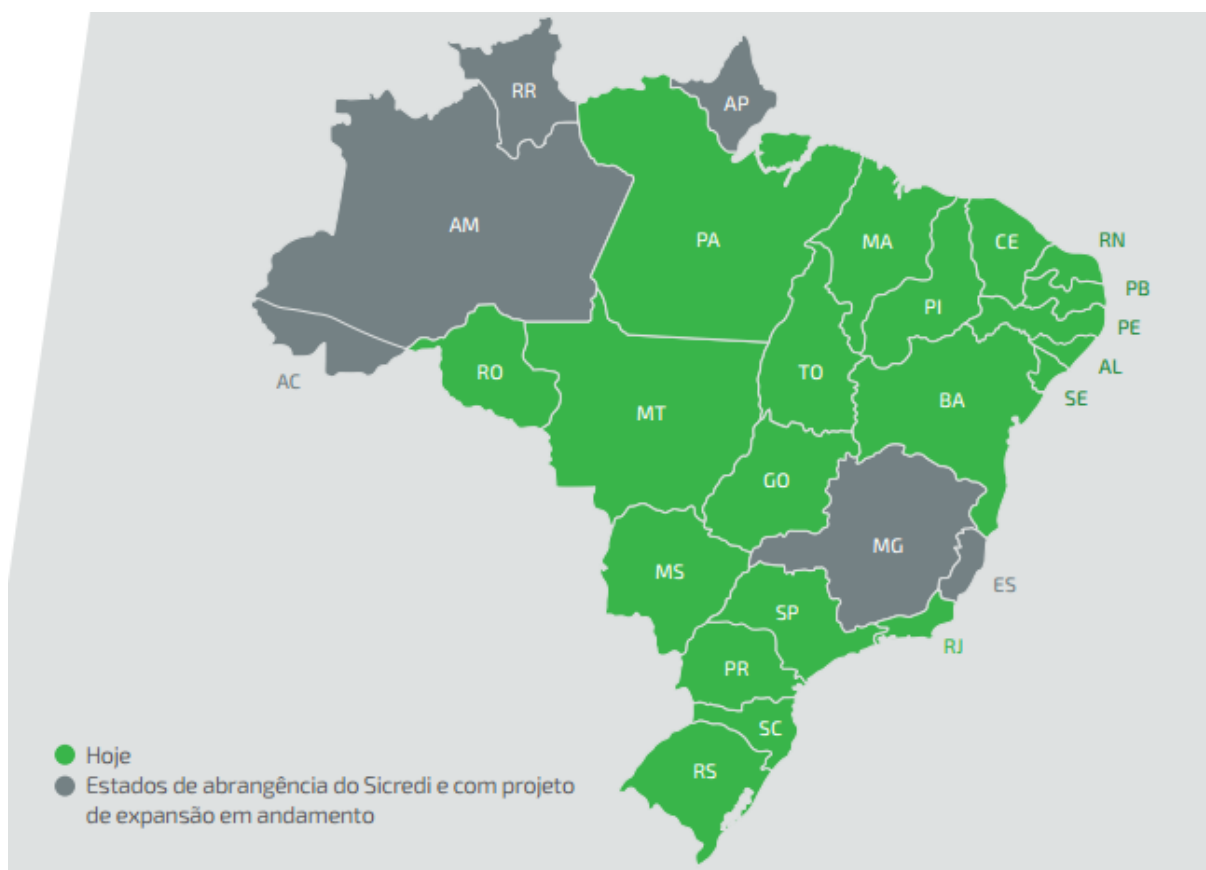 RR
AP
AM
PA
MA
CE
RN
PB
PI
PE
AL
AC
RO
TO
SE
MT
BA
GO
MG
MS
ES
SP
RJ
PR
SC
RS
Hoje
Estados de abrangência do Sicredi e com projeto
de expansão em andamento